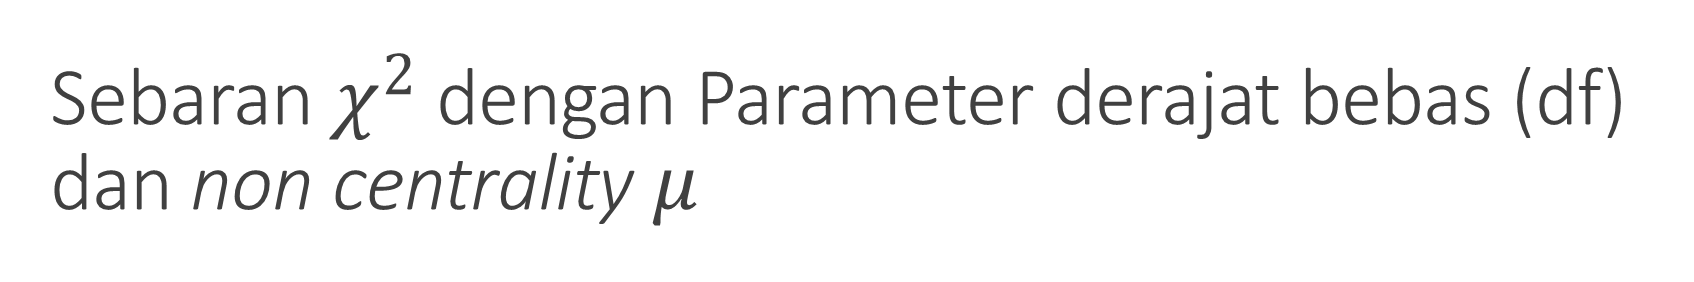 Sebaran χ² dengan Parameter derajat bebas (df)
dan non centrality μ